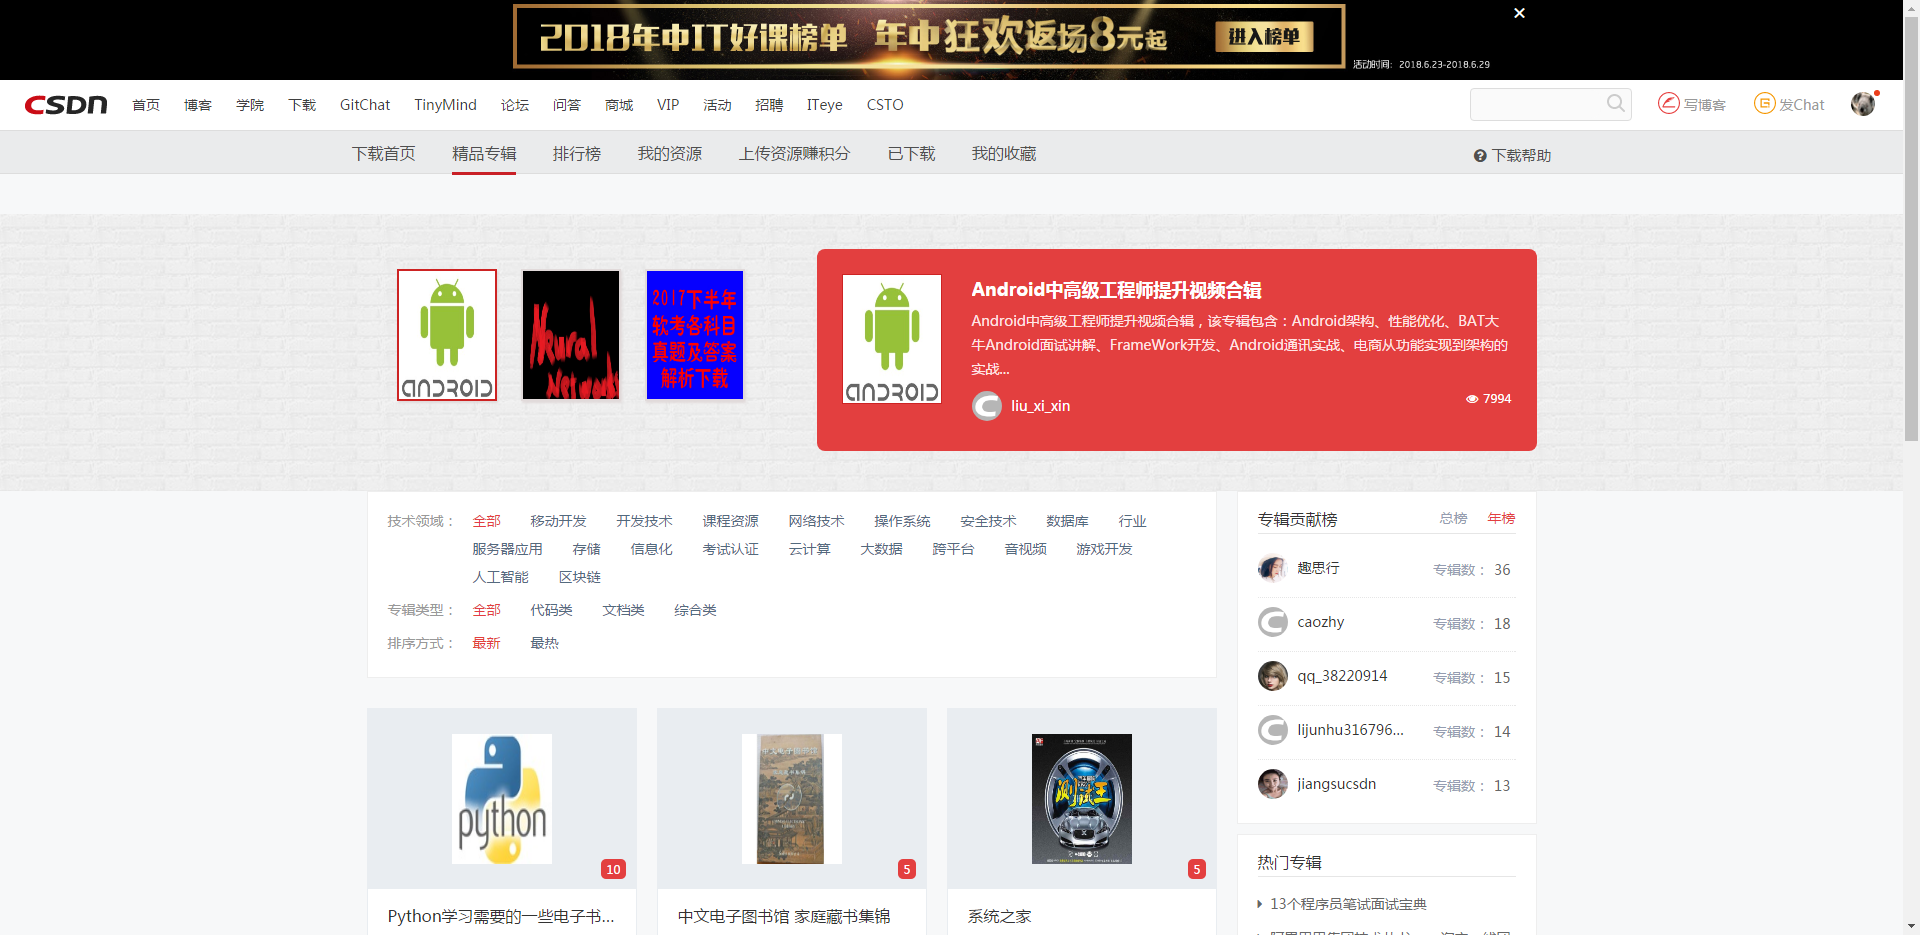 2018年中IT好课榜单 年中狂欢返场8元起 进入榜单
活动时间：2018.6.23-2018.6.29
CSDN 首页 博客 学院 下载 GitChat TinyMind 论坛 问答 商城 VIP 活动 招聘 ITeye CSTO 写博客 发Chat
下载首页 精品专辑 排行榜 我的资源 上传资源赚积分 已下载 我的收藏 下载帮助
ANDROID
Neural
Network
2017下半年
软考各科目
真题及答案
解析下载
ANDROID
Android中高级工程师提升视频合辑
Android中高级工程师提升视频合辑，该专辑包含：Android架构、性能优化、BAT大
牛Android面试讲解、FrameWork开发、Android通讯实战、电商从功能实现到架构的
实战...
liu_xi_xin 7994
技术领域： 全部 移动开发 开发技术 课程资源 网络技术 操作系统 安全技术 数据库 行业
服务器应用 存储 信息化 考试认证 云计算 大数据 跨平台 音视频 游戏开发
人工智能 区块链
专辑类型： 全部 代码类 文档类 综合类
排序方式： 最新 最热
python
10
中文电子图书馆
5
测试王
5
Python学习需要的一些电子书...
中文电子图书馆 家庭藏书集锦
系统之家
专辑贡献榜 总榜 年榜
趣思行 专辑数： 36
caozhy 专辑数： 18
qq_38220914 专辑数： 15
lijunhu316796... 专辑数： 14
jiangsucsdn 专辑数： 13
热门专辑
13个程序员笔试面试宝典